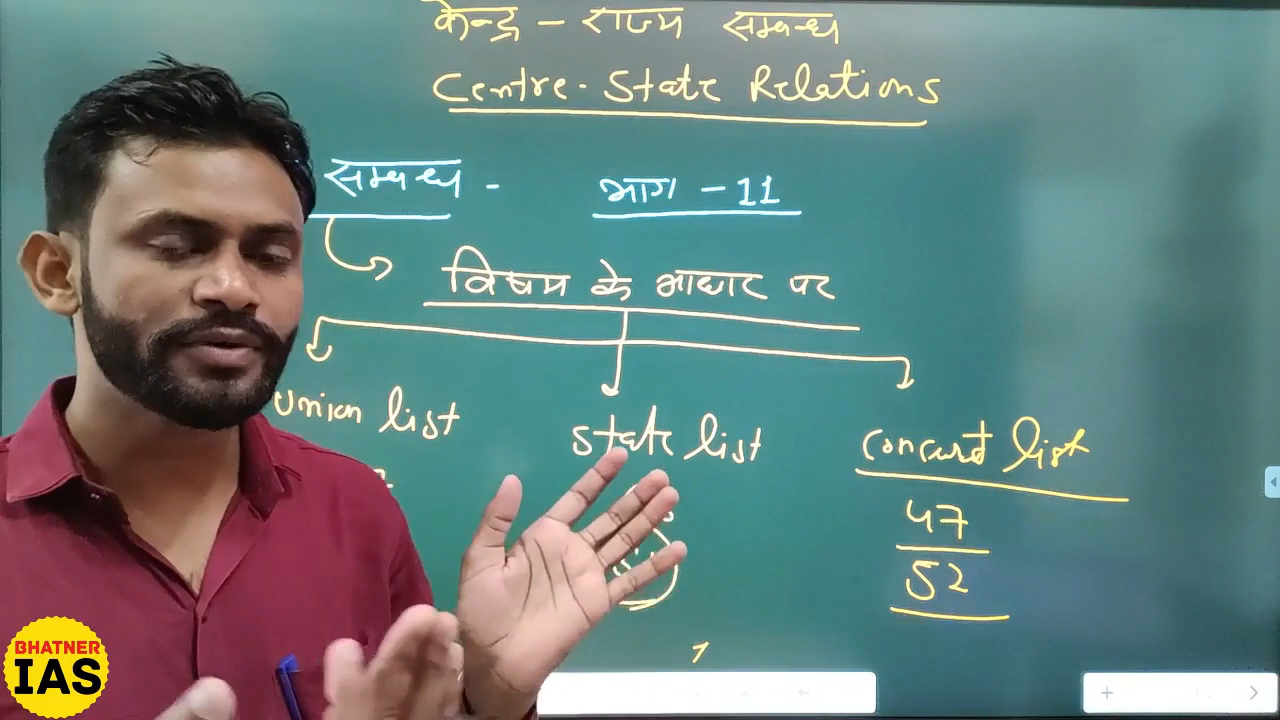 केन्द्र - राज्य सम्बन्ध
Centre-State Relations
सम्बन्ध - भाग - 11
विषय के आधार पर
union list
state list
list
47
52
BHATNER
IAS